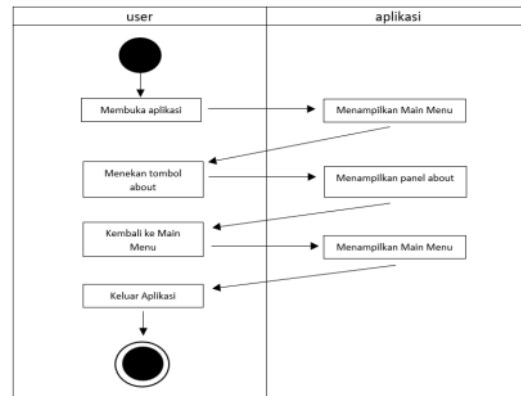 user
aplikasi
Membuka aplikasi
Menampilkan Main Menu
Menekan tombol
about
Menampilkan panel about
Kembali ke Main
Menu
Menampilkan Main Menu
Keluar Aplikasi